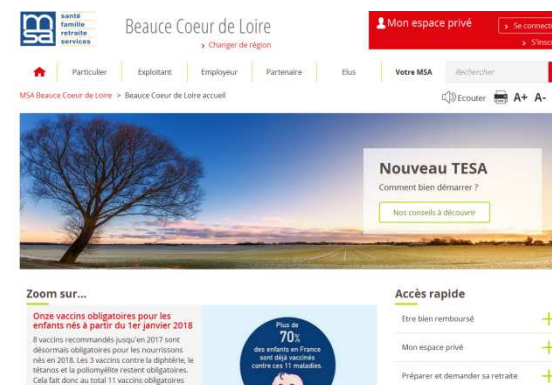 msa
santé
famille
retraite
services
Beauce Coeur de Loire
> Changer de région
Mon espace privé
> Se connecte
> S'insc
Particulier
Exploitant
Employeur
Partenaire
Elus
Votre MSA
Rechercher
MSA Beauce Coeur de Loire > Beauce Coeur de Loire accueil
Ecouter A+ A-
Nouveau TESA
Comment bien démarrer ?
Nos conseils à découvrir
Zoom sur...
Onze vaccins obligatoires pour les
enfants nés à partir du 1er janvier 2018
8 vaccins recommandés jusqu'en 2017 sont
désormais obligatoires pour les nourrissons
nés en 2018. Les 3 vaccins contre la diphtérie, le
tétanos et la poliomyélite restent obligatoires.
Cela fait donc au total 11 vaccins obligatoires
Plus de
70%
des enfants en France
sont déjà vaccinés
contre ces 11 maladies.
Accès rapide
Etre bien remboursé
Mon espace privé
Préparer et demander sa retraite